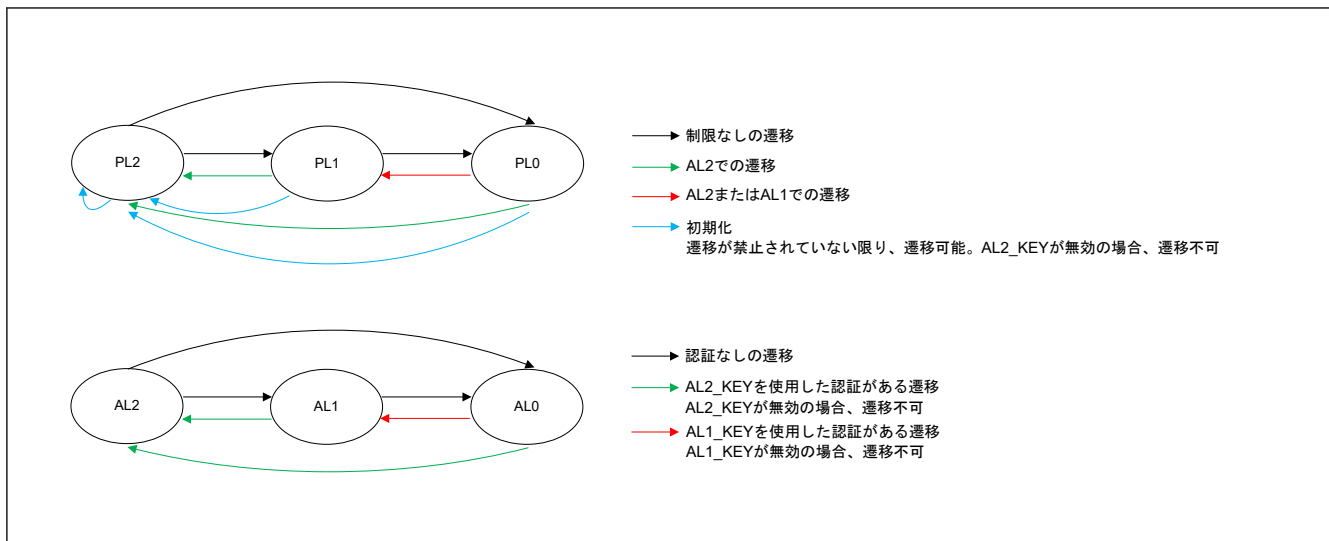 PL2
PL1
PL0
制限なしの遷移
AL2での遷移
AL2またはAL1での遷移
初期化
遷移が禁止されていない限り、遷移可能。AL2_KEYが無効の場合、遷移不可
AL2
AL1
AL0
認証なしの遷移
AL2_KEYを使用した認証がある遷移
AL2_KEYが無効の場合、遷移不可
AL1_KEYを使用した認証がある遷移
AL1_KEYが無効の場合、遷移不可